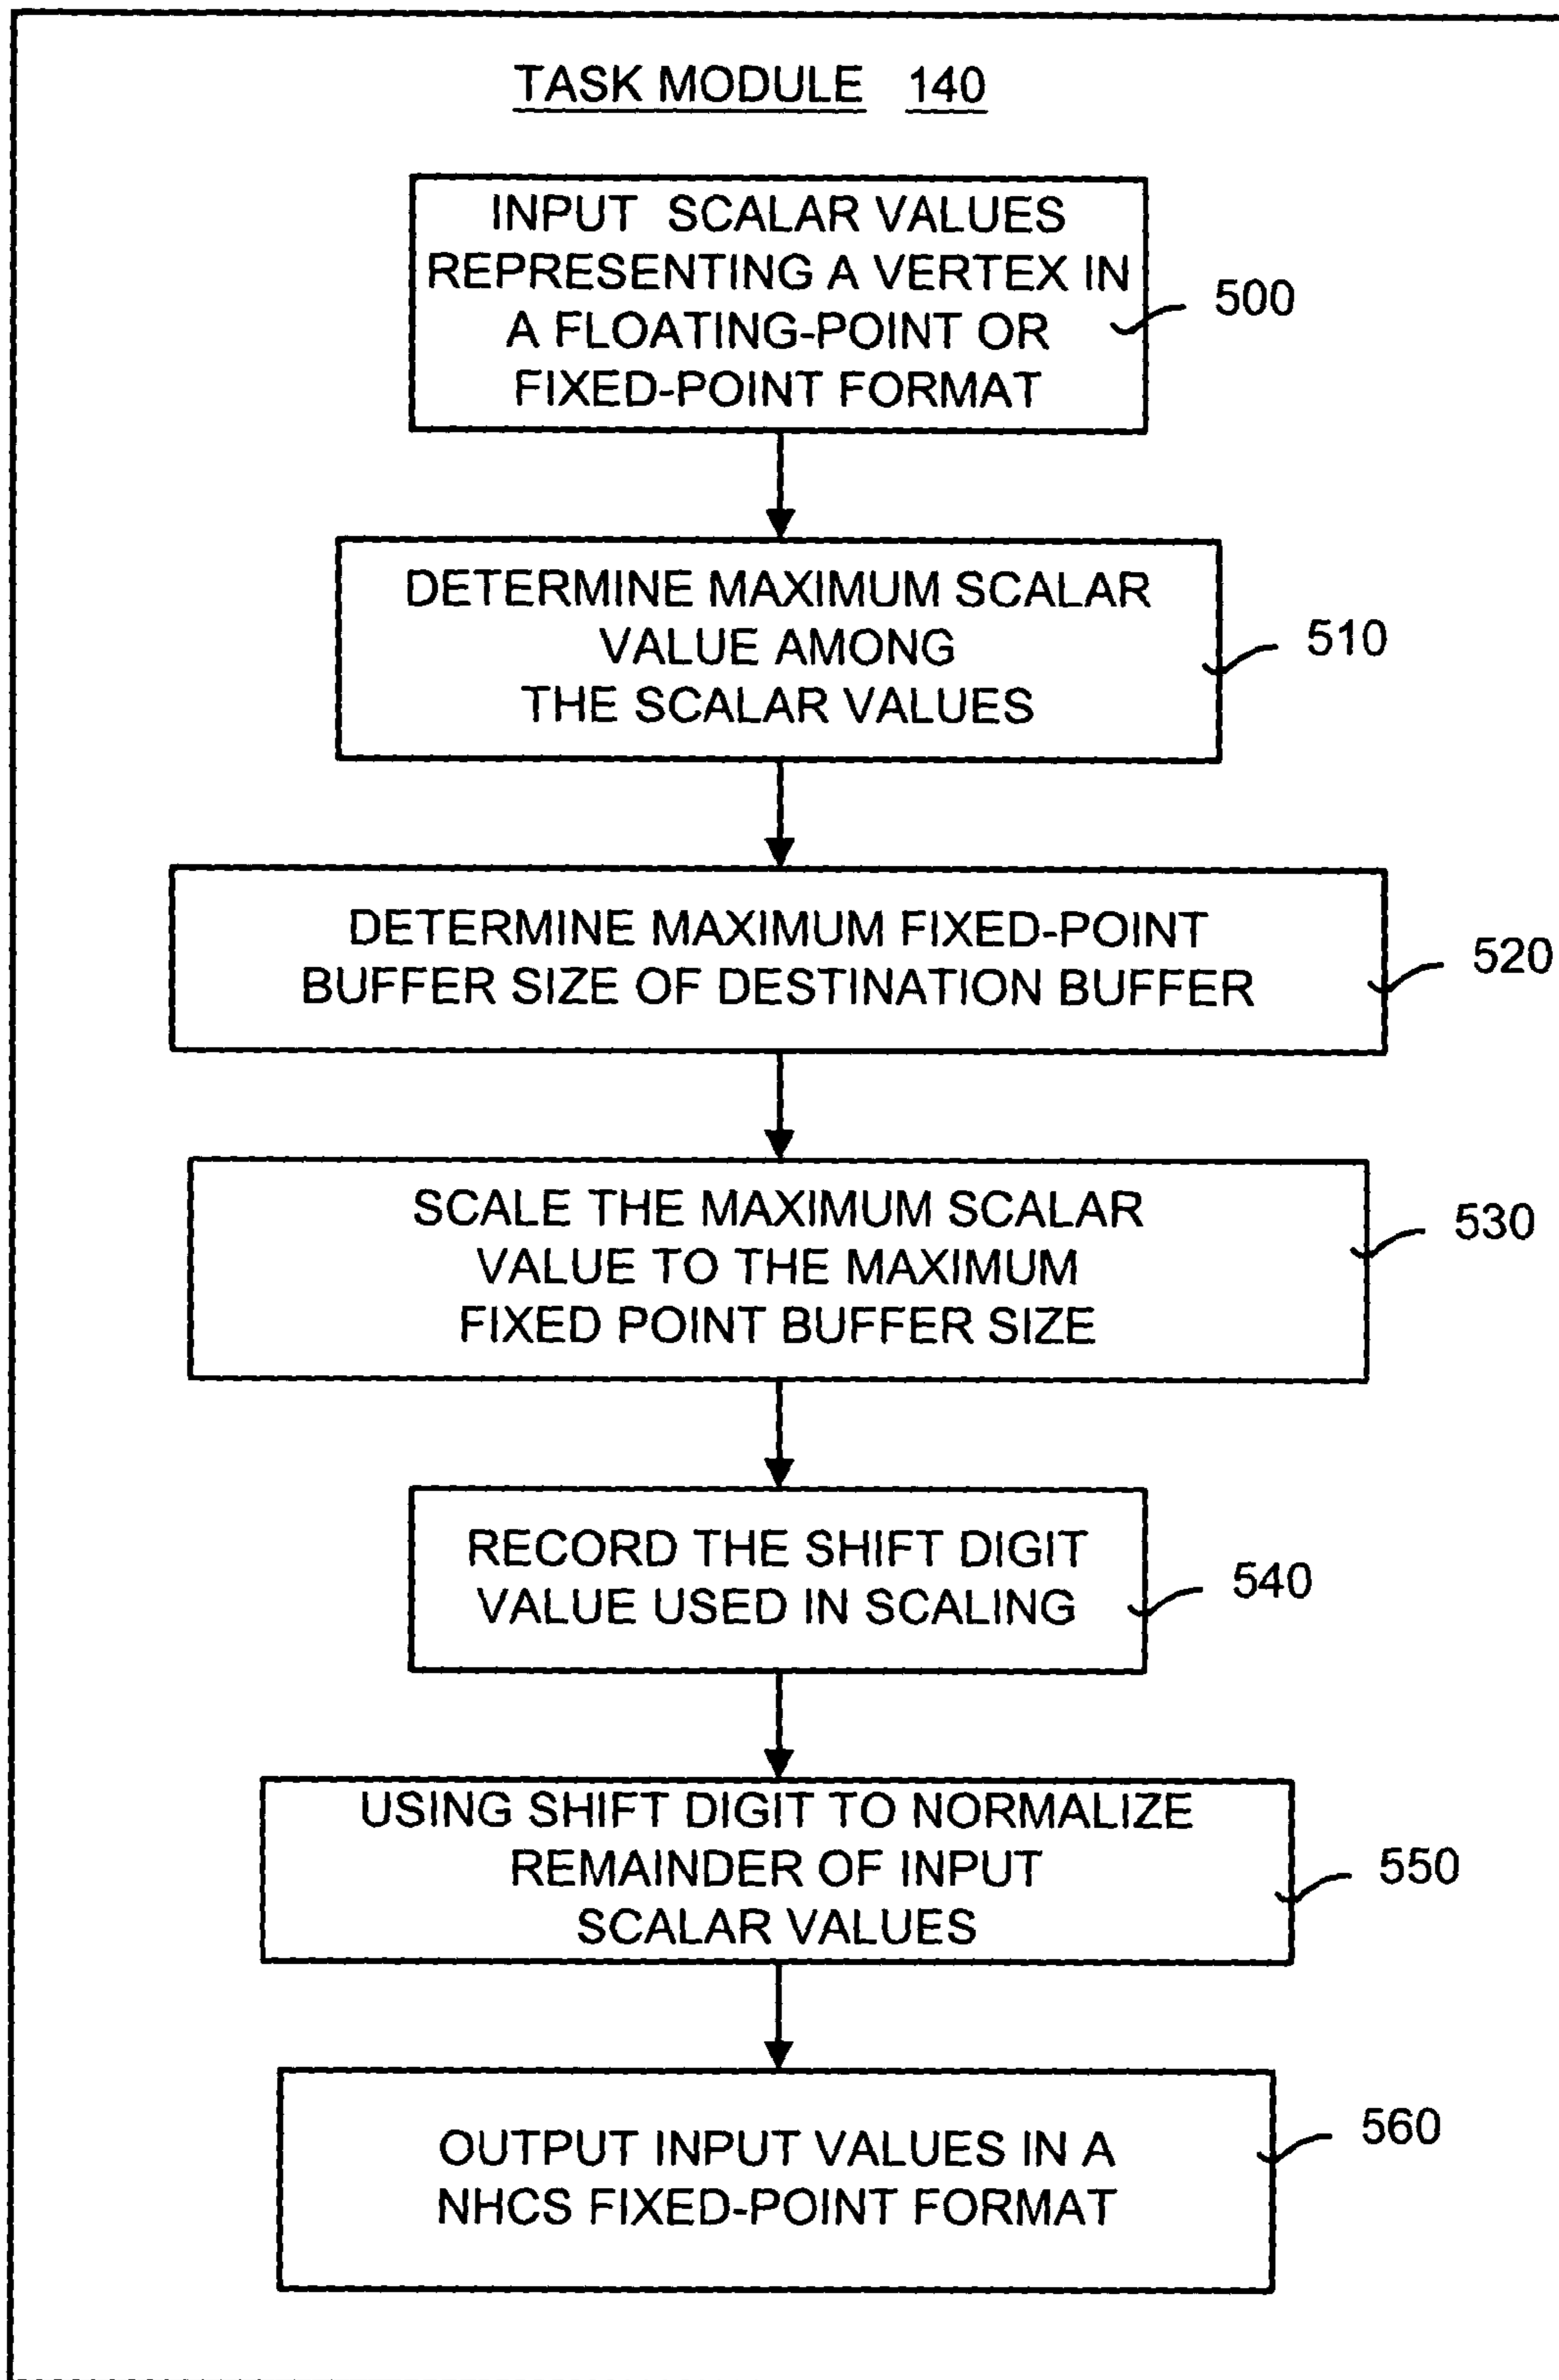 TASK MODULE 140
INPUT SCALAR VALUES
REPRESENTING A VERTEX IN
A FLOATING-POINT OR
FIXED-POINT FORMAT
500
DETERMINE MAXIMUM SCALAR
VALUE AMONG
THE SCALAR VALUES
510
DETERMINE MAXIMUM FIXED-POINT
BUFFER SIZE OF DESTINATION BUFFER
520
SCALE THE MAXIMUM SCALAR
VALUE TO THE MAXIMUM
FIXED POINT BUFFER SIZE
530
RECORD THE SHIFT DIGIT
VALUE USED IN SCALING
540
USING SHIFT DIGIT TO NORMALIZE
REMAINDER OF INPUT
SCALAR VALUES
550
OUTPUT INPUT VALUES IN A
NHCS FIXED-POINT FORMAT
560